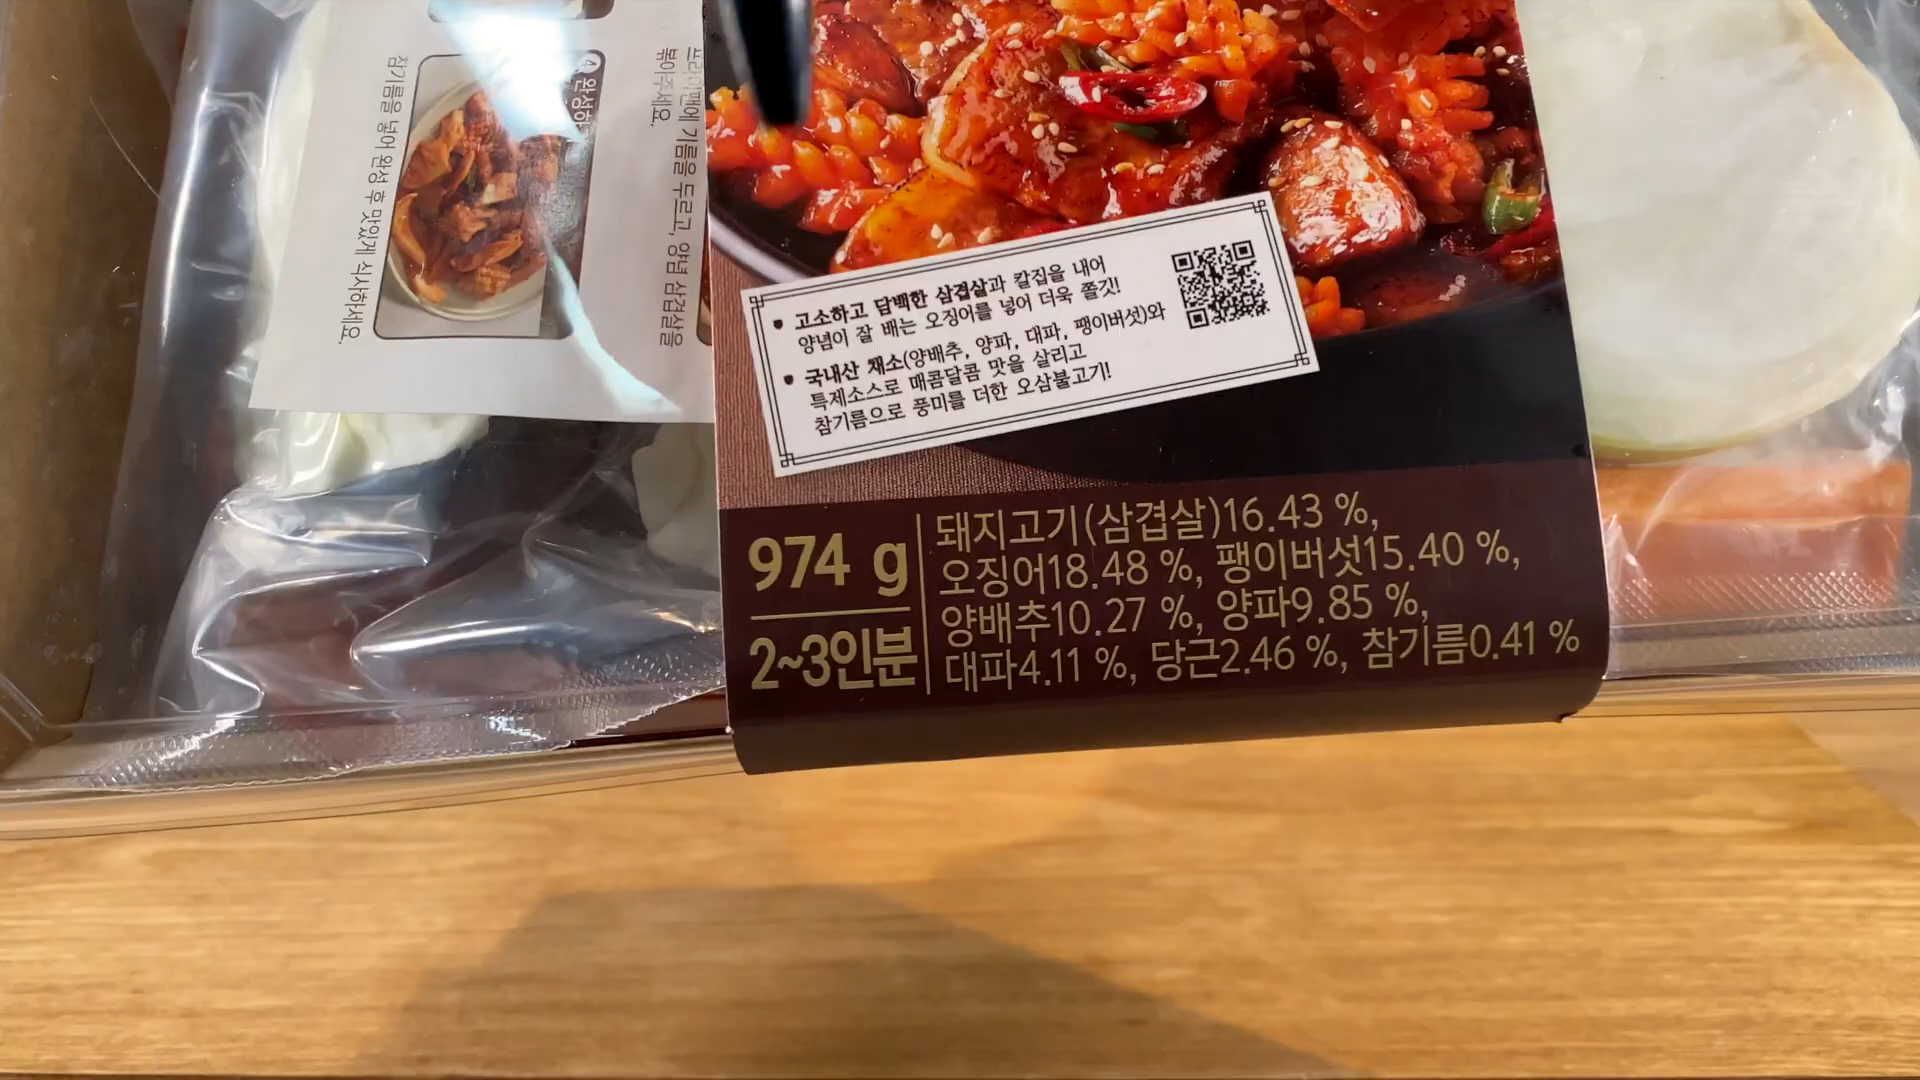 프라이팬에 기름을 두르고, 양념 삼겹살을
볶아주세요.
4 완성하
참기름을 넣어 완성 후 맛있게 식사하세요.
고소하고 담백한 삼겹살과 칼집을 내어
양념이 잘 배는 오징어를 넣어 더욱 쫄깃!
국내산 채소(양배추, 양파, 대파, 팽이버섯)와
특제소스로 매콤달콤 맛을 살리고
참기름으로 풍미를 더한 오삼불고기!
974 g
2~3인분
돼지고기(삼겹살)16.43 %,
오징어18.48 %, 팽이버섯15.40 %,
양배추10.27 %, 양파9.85 %,
대파4.11 %, 당근2.46 %, 참기름0.41 %